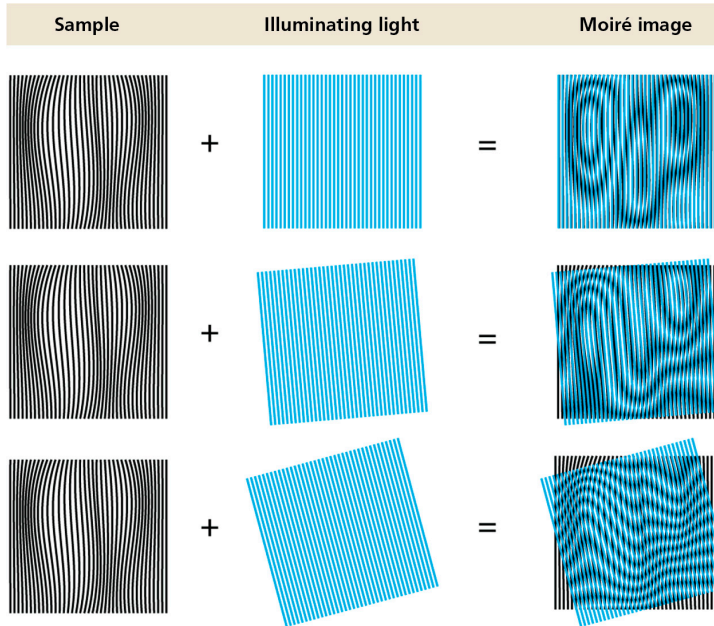 Sample Illuminating light Moiré image
+ =
+ =
+ =